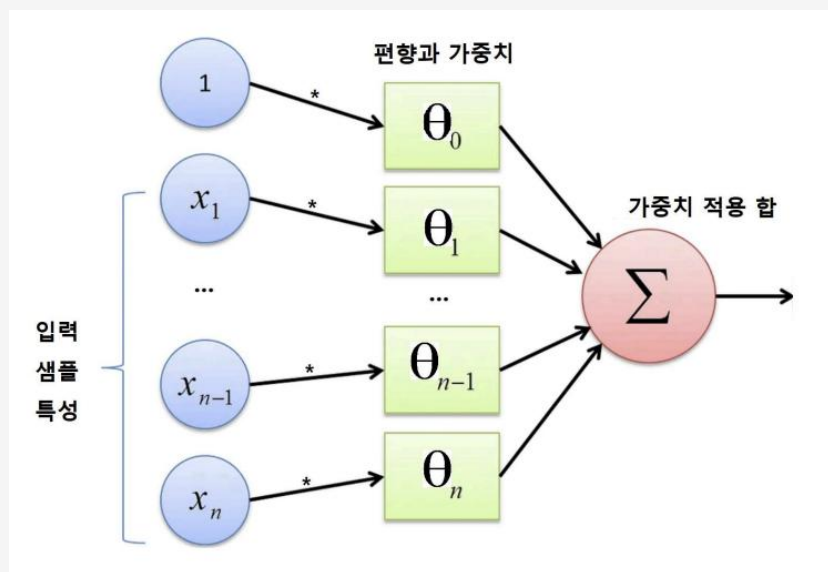 편향과 가중치
1
*
θ₀
x₁
*
θ₁
가중치 적용 합
...
...
Σ
입력
샘플
특성
xₙ₋₁
*
θₙ₋₁
xₙ
*
θₙ